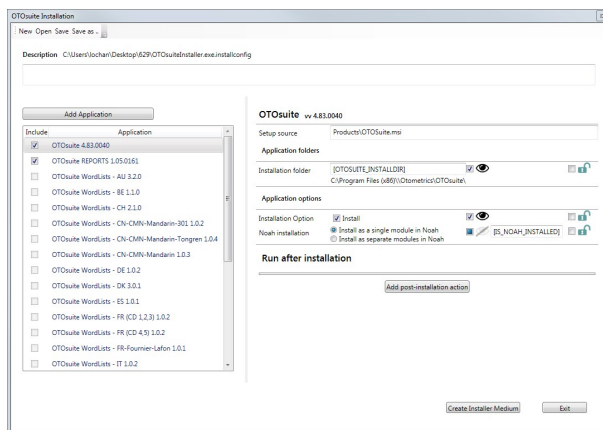 OTOsuite Installation
New Open Save Save as
Description C:\Users\lochan\Desktop\629\OTOsuiteInstaller.exe.installconfig
Add Application
Include Application
OTOsuite 4.83.0040
OTOsuite REPORTS 1.05.0161
OTOsuite WordLists - AU 3.2.0
OTOsuite WordLists - BE 1.1.0
OTOsuite WordLists - CH 2.1.0
OTOsuite WordLists - CN-CMN-Mandarin-301 1.0.2
OTOsuite WordLists - CN-CMN-Mandarin-Tongren 1.0.4
OTOsuite WordLists - CN-CMN-Mandarin 1.0.3
OTOsuite WordLists - DE 1.0.2
OTOsuite WordLists - DK 3.0.1
OTOsuite WordLists - ES 1.0.1
OTOsuite WordLists - FR (CD 1,2,3) 1.0.2
OTOsuite WordLists - FR (CD 4,5) 1.0.2
OTOsuite WordLists - FR-Fournier-Lafon 1.0.1
OTOsuite WordLists - IT 1.0.2
OTOsuite vv 4.83.0040
Setup source Products\OTOSuite.msi
Application folders
Installation folder [OTOSUITE_INSTALLDIR]
C:\Program Files (x86)\\Otometrics\OTOsuite\
Application options
Installation Option Install
Noah installation Install as a single module in Noah [IS_NOAH_INSTALLED]
Install as separate modules in Noah
Run after installation
Add post-installation action
Create Installer Medium Exit